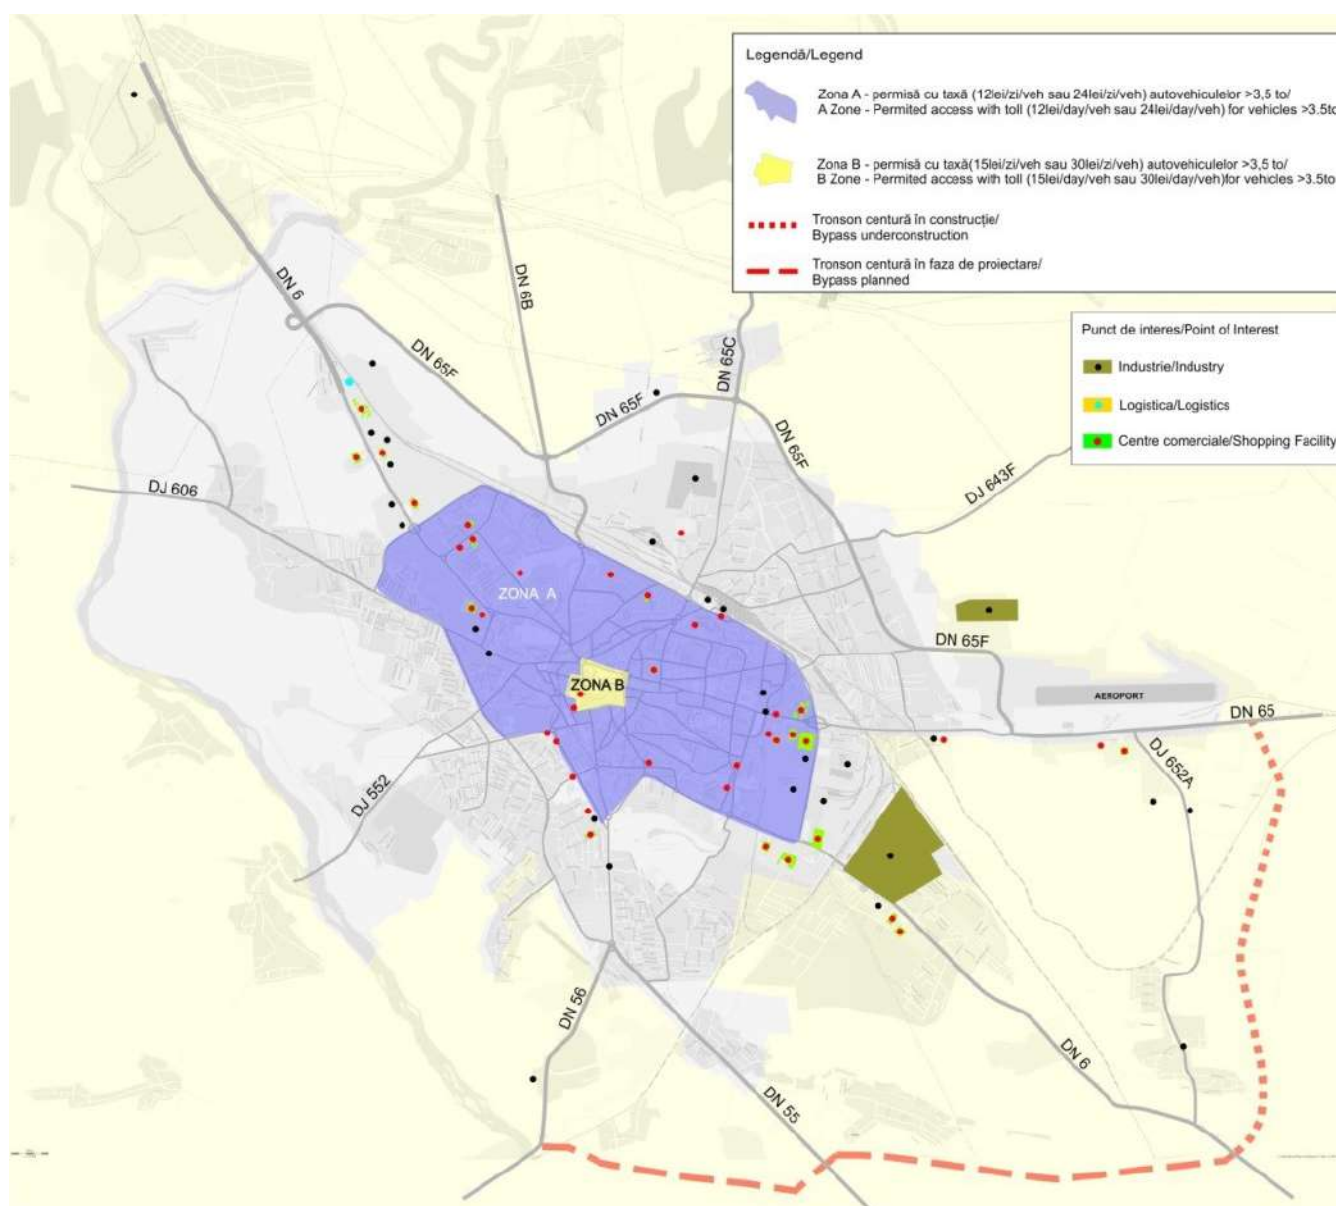 Legendă/Legend
Zona A - permisă cu taxă (12lei/zi/veh sau 24lei/zi/veh) autovehiculelor >3,5 to/
A Zone - Permited access with toll (12lei/day/veh sau 24lei/day/veh) for vehicles >3.5to
Zona B - permisă cu taxă(15lei/zi/veh sau 30lei/zi/veh) autovehiculelor >3,5 to/
B Zone - Permited access with toll (15lei/day/veh sau 30lei/day/veh)for vehicles >3.5to
Tronson centură în construcție/
Bypass underconstruction
Tronson centură în faza de proiectare/
Bypass planned
Punct de interes/Point of Interest
Industrie/Industry
Logistica/Logistics
Centre comerciale/Shopping Facility
DN 6
DN 6B
DN 65F
DN 65C
DN 65F
DN 65F
DJ 643F
DJ 606
ZONA A
DN 65F
ZONA B
AEROPORT
DN 65
DJ 652A
DJ 552
DN 56
DN 6
DN 55